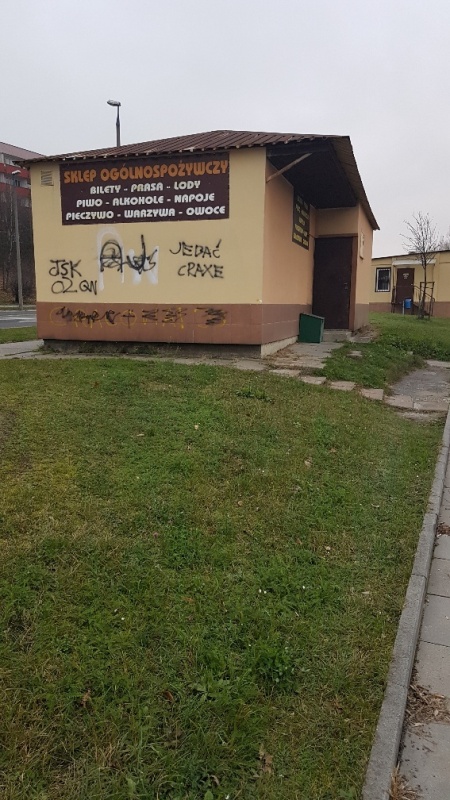 SKLEP OGÓLNOSPOŻYWCZY
BILETY - PRASA - LODY
PIWO - ALKOHOLE - NAPOJE
PIECZYWO - WARZYWA - OWOCE
JEBAĆ
CRAXE
JSK